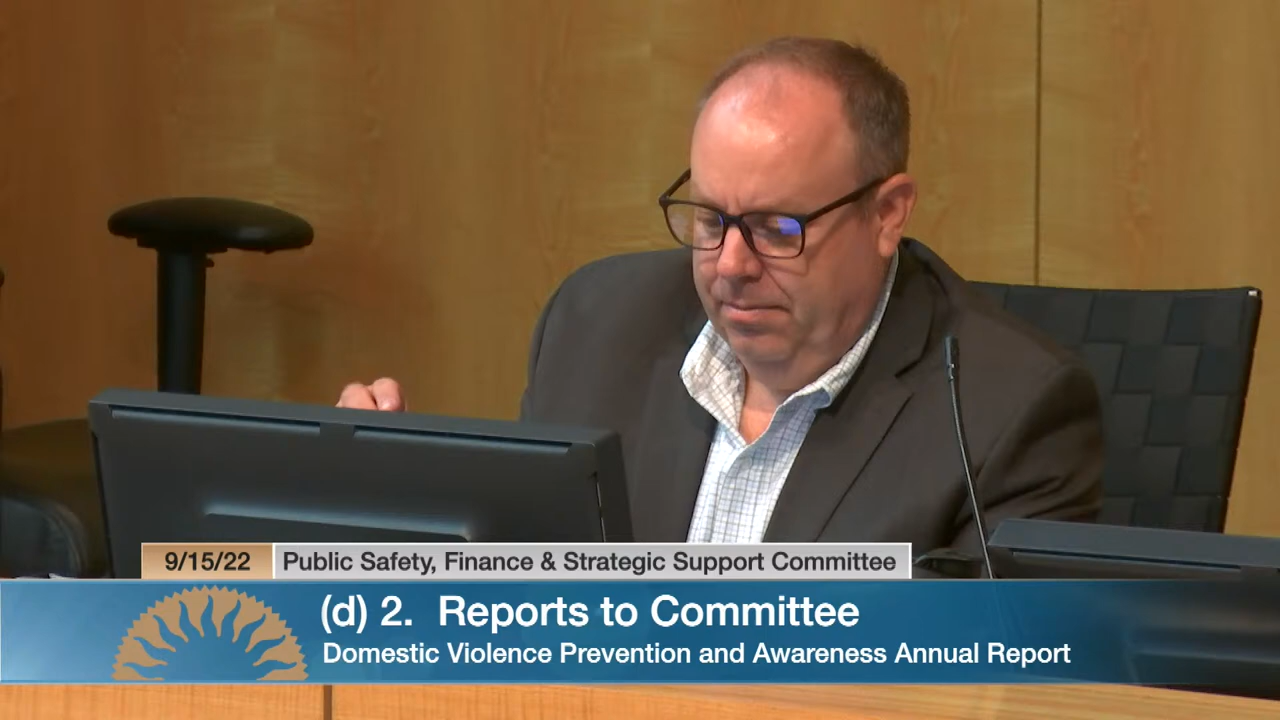 9/15/22
Public Safety, Finance & Strategic Support Committee
(d) 2. Reports to Committee
Domestic Violence Prevention and Awareness Annual Report